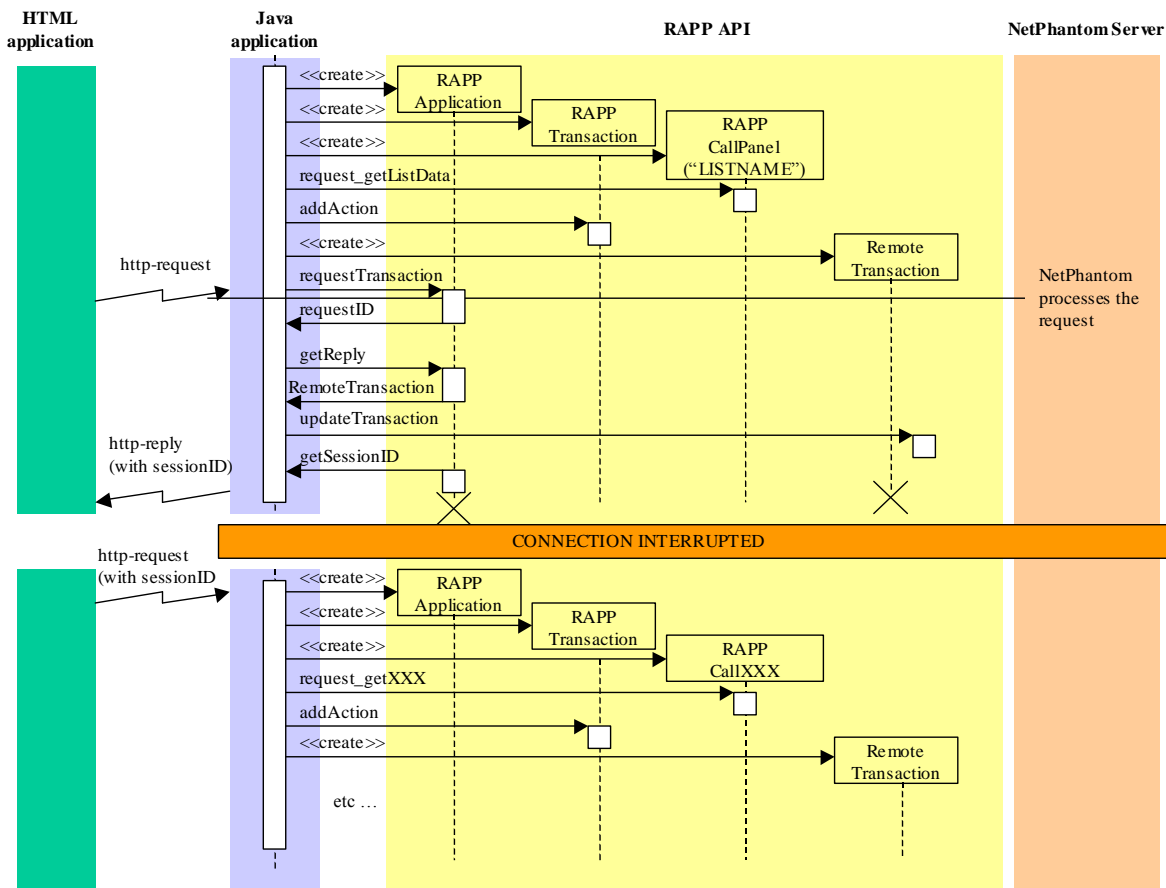 HTML
application
Java
application
RAPP API
NetPhantom Server
<<create>>
RAPP
Application
<<create>>
RAPP
Transaction
<<create>>
RAPP
CallPanel
(“LISTNAME”)
request_getListData
addAction
<<create>>
Remote
Transaction
http-request
requestTransaction
NetPhantom
processes the
request
requestID
getReply
RemoteTransaction
updateTransaction
http-reply
(with sessionID)
getSessionID
CONNECTION INTERRUPTED
http-request
(with sessionID
<<create>>
RAPP
Application
<<create>>
RAPP
Transaction
<<create>>
RAPP
CallXXX
request_getXXX
addAction
<<create>>
Remote
Transaction
etc …